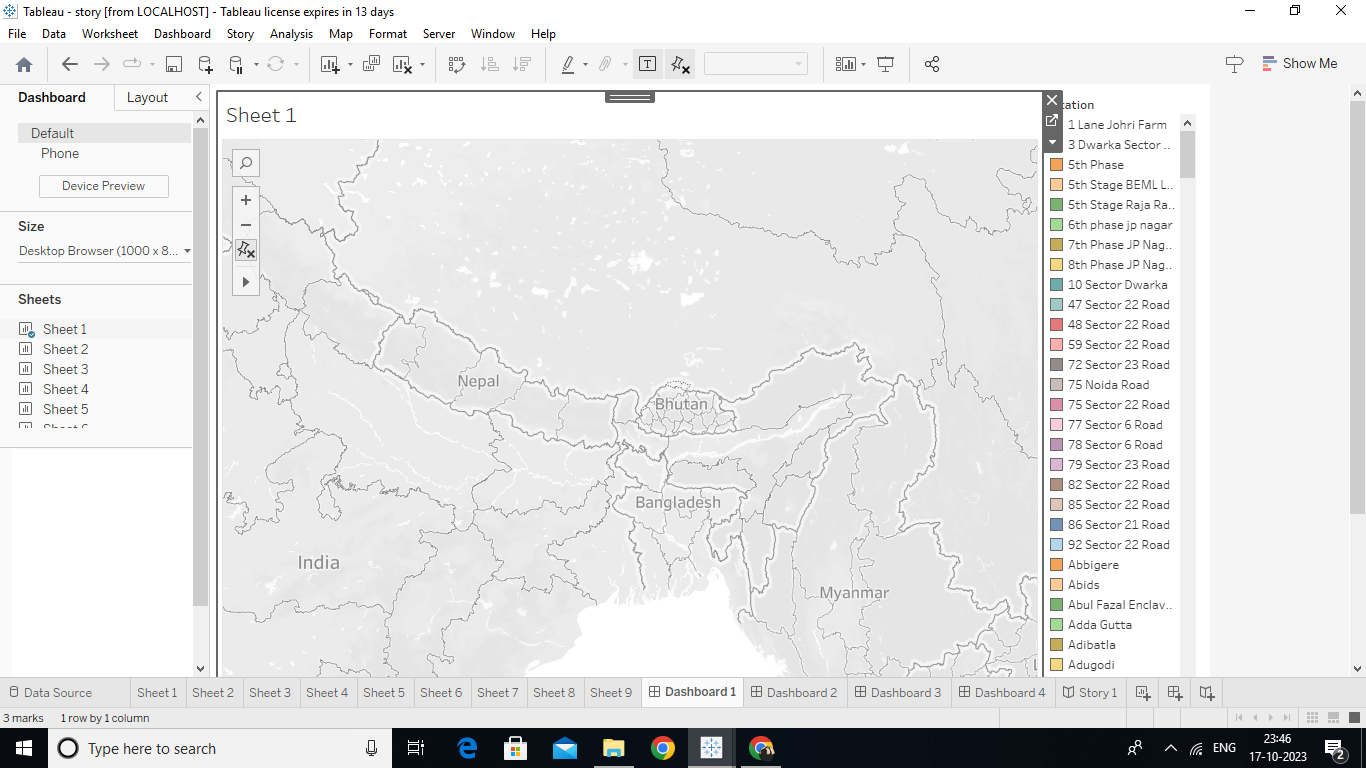 Tableau - story [from LOCALHOST] - Tableau license expires in 13 days
File Data Worksheet Dashboard Story Analysis Map Format Server Window Help
Show Me
Dashboard Layout
Default
Phone
Device Preview
Size
Desktop Browser (1000 x 8...
Sheets
Sheet 1
Sheet 2
Sheet 3
Sheet 4
Sheet 5
Sheet 1
Nepal
Bhutan
Bangladesh
India
Myanmar
1 Lane Johri Farm
3 Dwarka Sector ..
5th Phase
5th Stage BEML L..
5th Stage Raja Ra..
6th phase jp nagar
7th Phase JP Nag..
8th Phase JP Nag..
10 Sector Dwarka
47 Sector 22 Road
48 Sector 22 Road
59 Sector 22 Road
72 Sector 23 Road
75 Noida Road
75 Sector 22 Road
77 Sector 6 Road
78 Sector 6 Road
79 Sector 23 Road
82 Sector 22 Road
85 Sector 22 Road
86 Sector 21 Road
92 Sector 22 Road
Abbigere
Abids
Abul Fazal Enclav..
Adda Gutta
Adibatla
Adugodi
Data Source Sheet 1 Sheet 2 Sheet 3 Sheet 4 Sheet 5 Sheet 6 Sheet 7 Sheet 8 Sheet 9 Dashboard 1 Dashboard 2 Dashboard 3 Dashboard 4 Story 1
3 marks 1 row by 1 column
Type here to search
ENG
23:46
17-10-2023
2